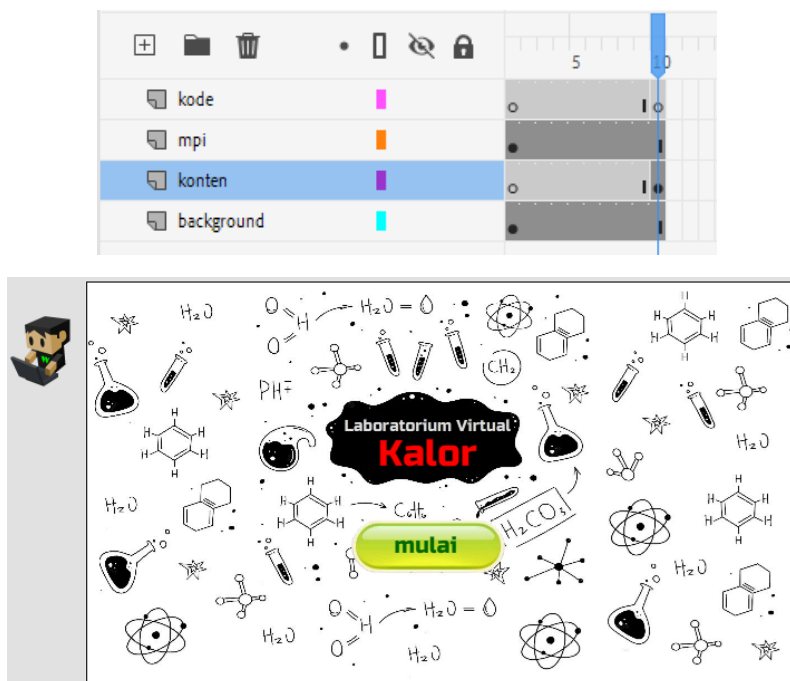 5
10
kode
mpi
konten
background
H₂O
O
H
O
H₂O = 💧
H
H
H
H
H
H
PHF
CH₂
Laboratorium Virtual
Kalor
H
H
H
H
H
H
H₂O
H₂O
H
H
H
H
H
H
C₆H₆
H₂CO₃
mulai
H
H
H
H
H
H
H₂O
O
H
O
H₂O = 💧
H₂O
H₂O